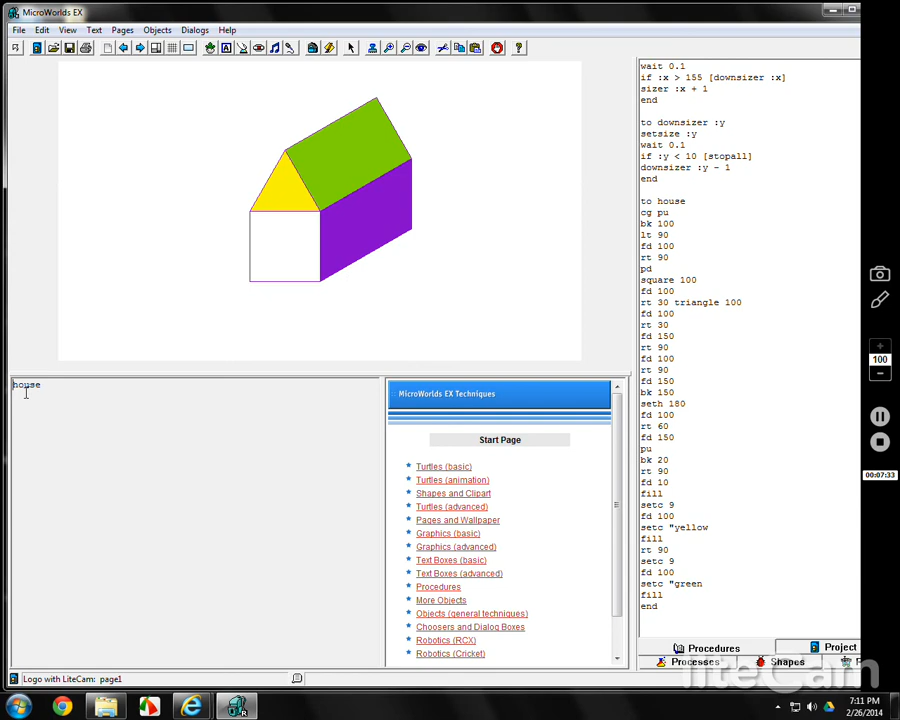 MicroWorlds EX
File Edit View Text Pages Objects Dialogs Help
wait 0.1
if :x > 155 [downsizer :x]
sizer :x + 1
end
to downsizer :y
setsize :y
wait 0.1
if :y < 10 [stopall]
downsizer :y - 1
end
to house
cg pu
bk 100
lt 90
fd 100
rt 90
pd
square 100
fd 100
rt 30 triangle 100
fd 100
rt 30
fd 150
rt 90
fd 100
rt 90
fd 150
bk 150
seth 180
fd 100
rt 60
fd 150
pu
bk 20
rt 90
fd 10
fill
setc 9
fd 100
setc "yellow
fill
rt 90
setc 9
fd 100
setc "green
fill
end
house
MicroWorlds EX Techniques
Start Page
Turtles (basic)
Turtles (animation)
Shapes and Clipart
Turtles (advanced)
Pages and Wallpaper
Graphics (basic)
Graphics (advanced)
Text Boxes (basic)
Text Boxes (advanced)
Procedures
More Objects
Objects (general techniques)
Choosers and Dialog Boxes
Robotics (RCX)
Robotics (Cricket)
Procedures Project
Processes Shapes
100
00:07:33
Logo with LiteCam: page1
liteCam
7:11 PM
2/26/2014